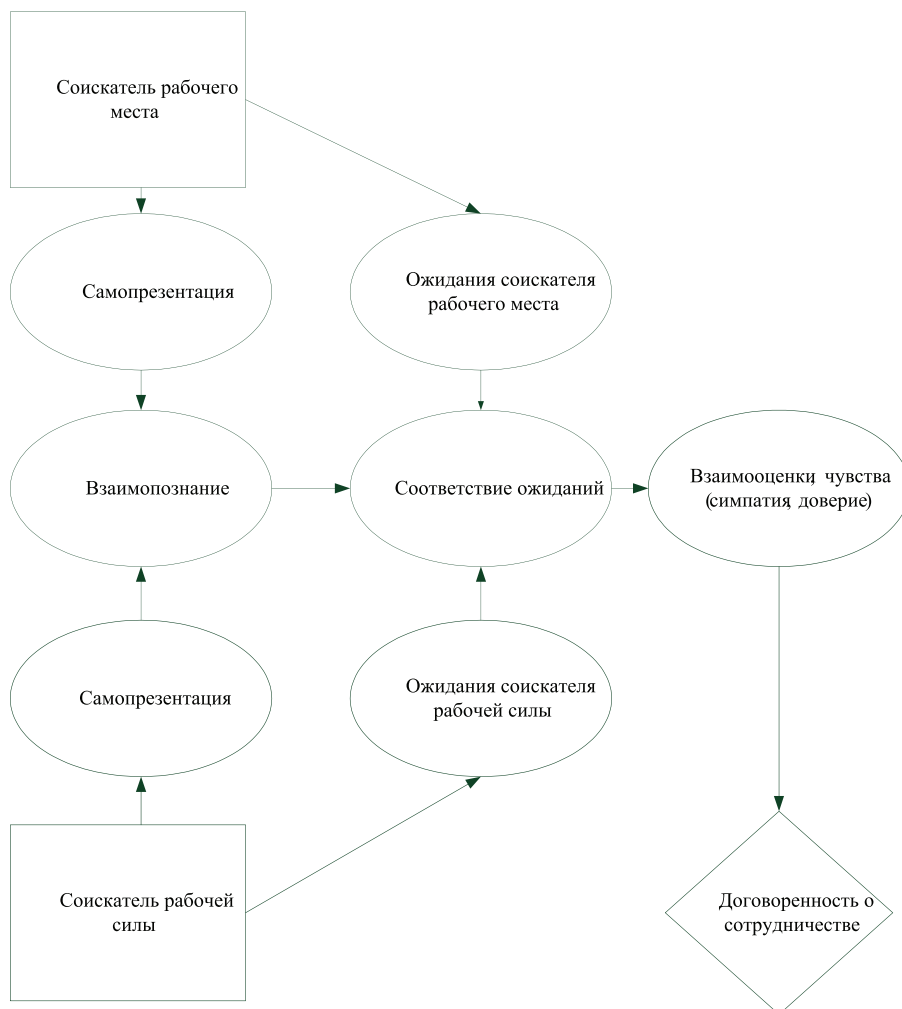 Соискатель рабочего
места
Самопрезентация
Ожидания соискателя
рабочего места
Взаимопознание
Соответствие ожиданий
Взаимооценки, чувства
(симпатия, доверие)
Самопрезентация
Ожидания соискателя
рабочей силы
Соискатель рабочей
силы
Договоренность о
сотрудничестве